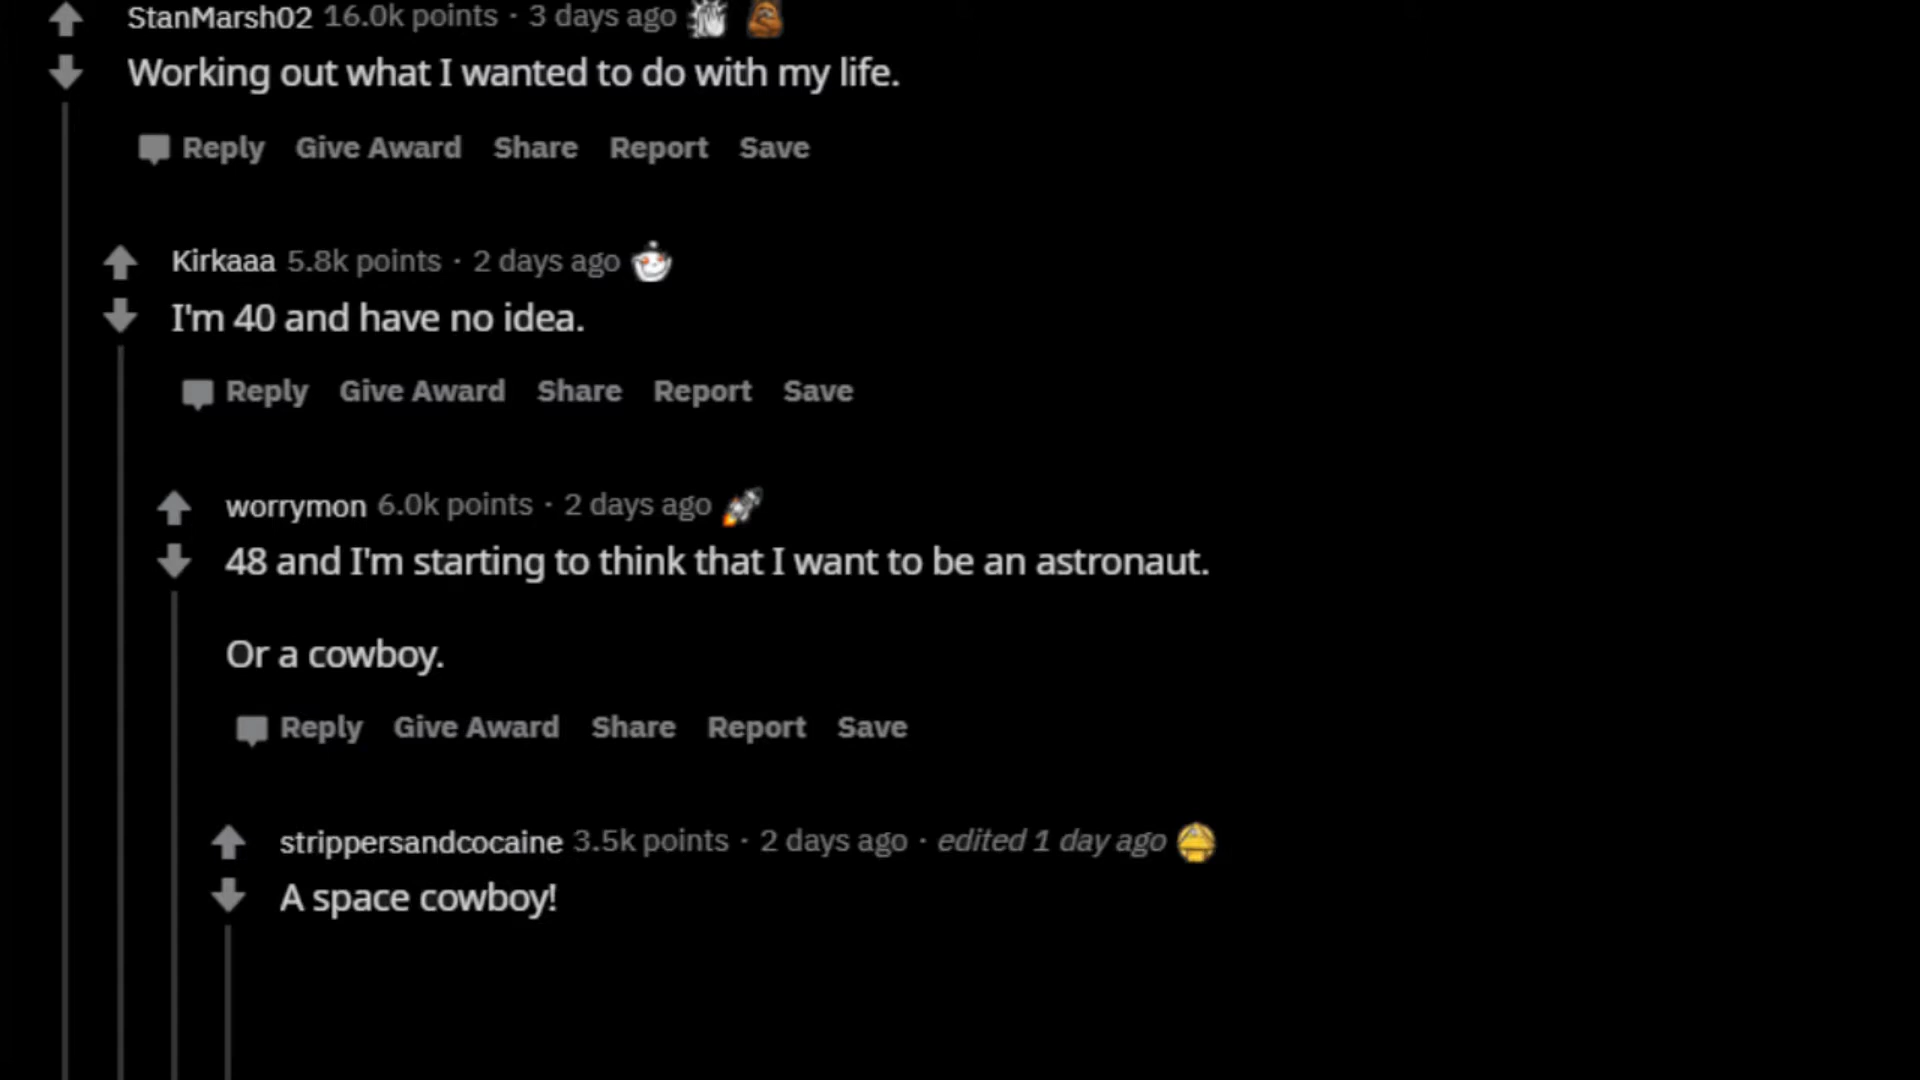 StanMarsh02 16.0k points · 3 days ago
Working out what I wanted to do with my life.
Reply Give Award Share Report Save
Kirkaaa 5.8k points · 2 days ago
I'm 40 and have no idea.
Reply Give Award Share Report Save
worrymon 6.0k points · 2 days ago
48 and I'm starting to think that I want to be an astronaut.
Or a cowboy.
Reply Give Award Share Report Save
strippersandcocaine 3.5k points · 2 days ago · edited 1 day ago
A space cowboy!